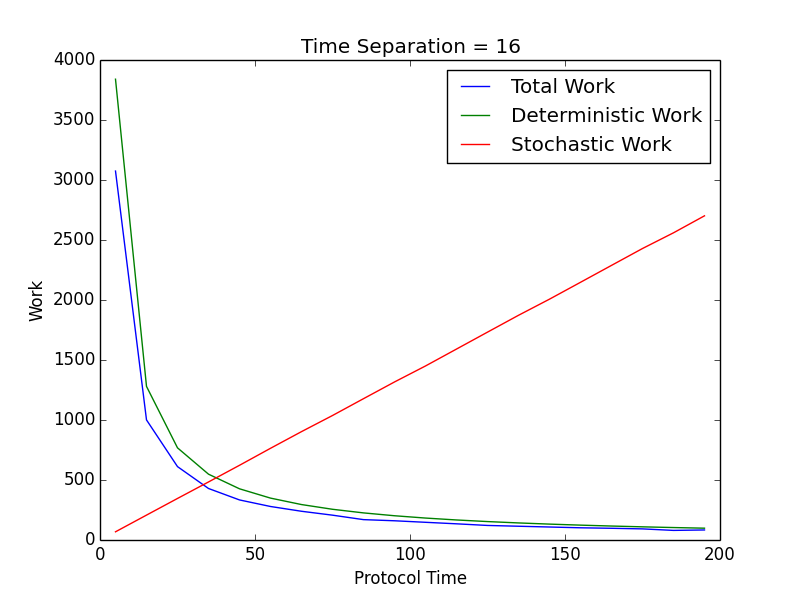 Time Separation = 16
4000
3500
3000
2500
2000
1500
1000
500
0
Work
Total Work
Deterministic Work
Stochastic Work
0 50 100 150 200
Protocol Time